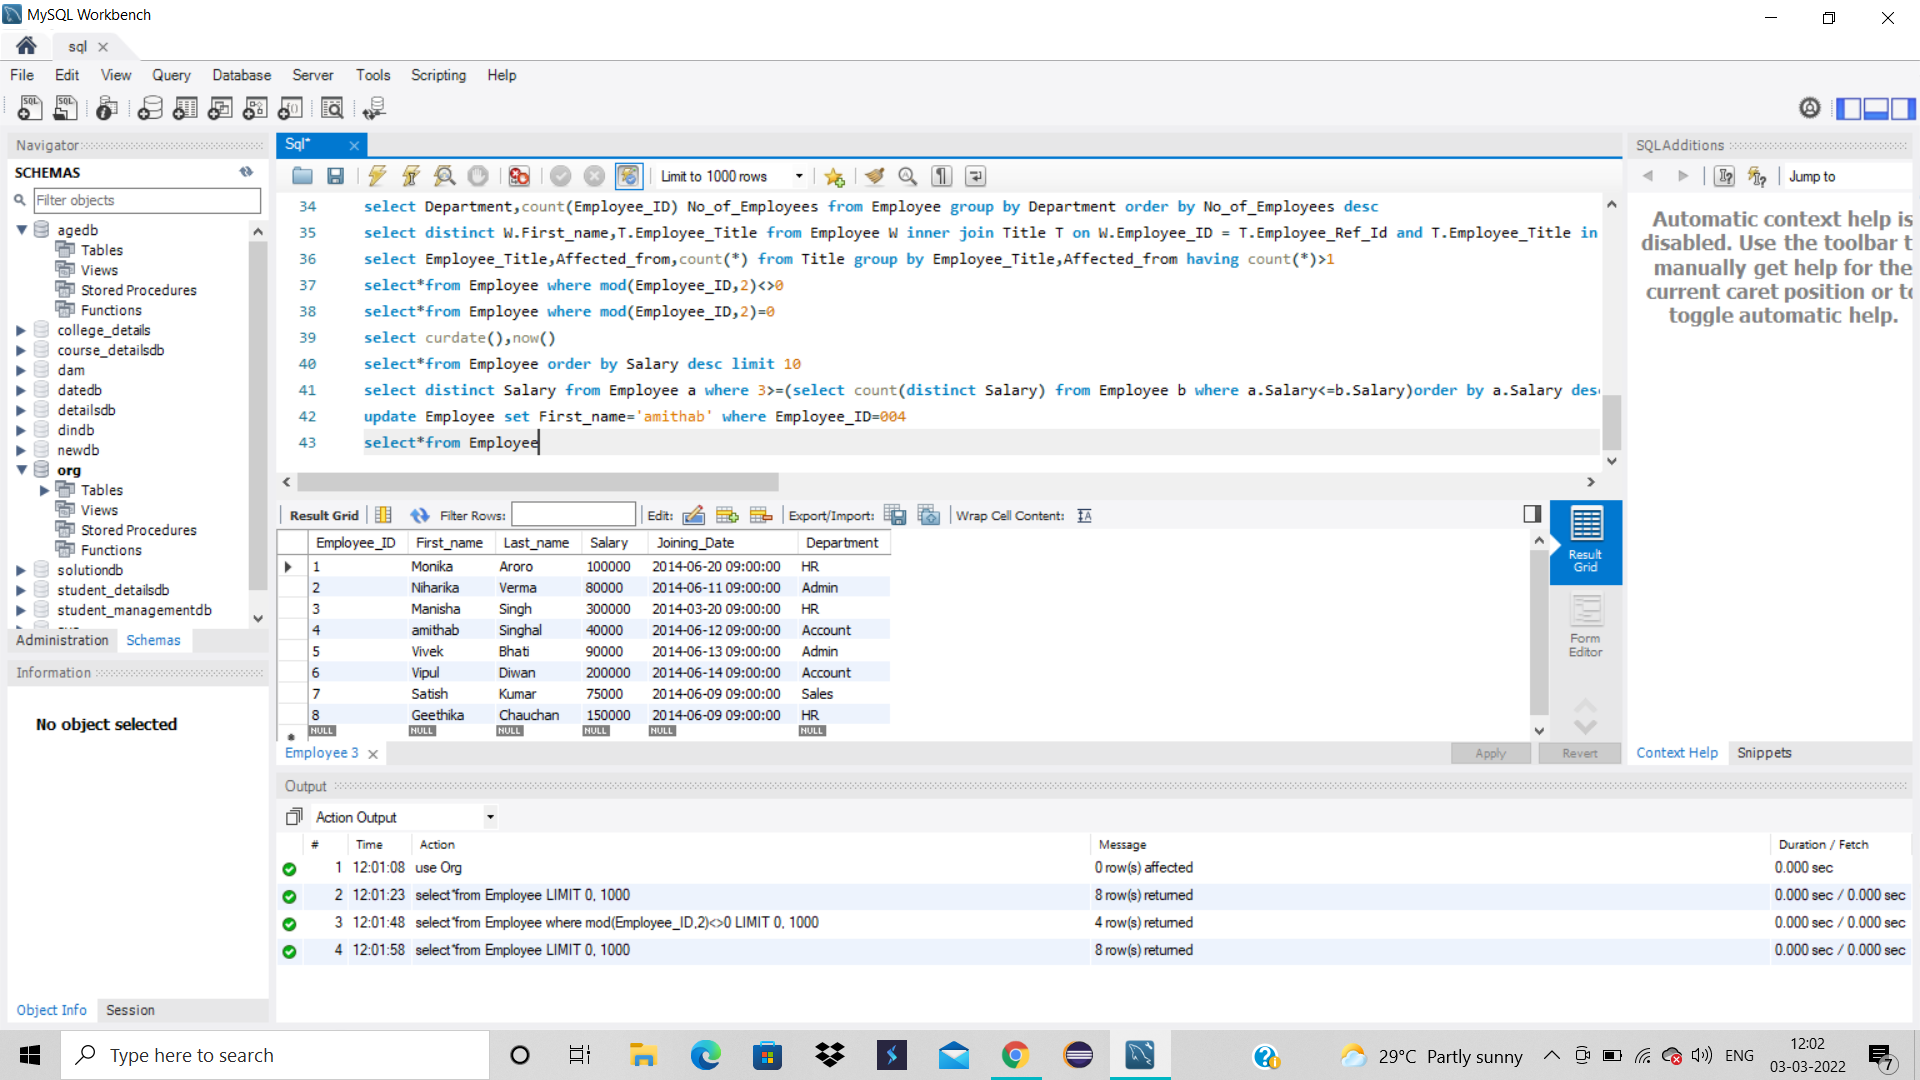 MySQL Workbench
sql
File Edit View Query Database Server Tools Scripting Help
Navigator
SCHEMAS
Filter objects
agedb
Tables
Views
Stored Procedures
Functions
college_details
course_detailsdb
dam
datedb
detailsdb
dindb
newdb
org
Tables
Views
Stored Procedures
Functions
solutiondb
student_detailsdb
student_managementdb
Administration Schemas
Information
No object selected
Object Info Session
Sql*
Limit to 1000 rows
34 select Department,count(Employee_ID) No_of_Employees from Employee group by Department order by No_of_Employees desc
35 select distinct W.First_name,T.Employee_Title from Employee W inner join Title T on W.Employee_ID = T.Employee_Ref_Id and T.Employee_Title in
36 select Employee_Title,Affected_from,count(*) from Title group by Employee_Title,Affected_from having count(*)>1
37 select*from Employee where mod(Employee_ID,2)<>0
38 select*from Employee where mod(Employee_ID,2)=0
39 select curdate(),now()
40 select*from Employee order by Salary desc limit 10
41 select distinct Salary from Employee a where 3>=(select count(distinct Salary) from Employee b where a.Salary<=b.Salary)order by a.Salary desc
42 update Employee set First_name='amithab' where Employee_ID=004
43 select*from Employee
Result Grid Filter Rows: Edit: Export/Import: Wrap Cell Content:
Employee_ID First_name Last_name Salary Joining_Date Department
1 Monika Aroro 100000 2014-06-20 09:00:00 HR
2 Niharika Verma 80000 2014-06-11 09:00:00 Admin
3 Manisha Singh 300000 2014-03-20 09:00:00 HR
4 amithab Singhal 40000 2014-06-12 09:00:00 Account
5 Vivek Bhati 90000 2014-06-13 09:00:00 Admin
6 Vipul Diwan 200000 2014-06-14 09:00:00 Account
7 Satish Kumar 75000 2014-06-09 09:00:00 Sales
8 Geethika Chauchan 150000 2014-06-09 09:00:00 HR
NULL NULL NULL NULL NULL NULL
Result Grid
Form Editor
Employee 3
Apply Revert
SQLAdditions
Jump to
Automatic context help is
disabled. Use the toolbar t
manually get help for the
current caret position or to
toggle automatic help.
Context Help Snippets
Output
Action Output
# Time Action Message Duration / Fetch
1 12:01:08 use Org 0 row(s) affected 0.000 sec
2 12:01:23 select*from Employee LIMIT 0, 1000 8 row(s) returned 0.000 sec / 0.000 sec
3 12:01:48 select*from Employee where mod(Employee_ID,2)<>0 LIMIT 0, 1000 4 row(s) returned 0.000 sec / 0.000 sec
4 12:01:58 select*from Employee LIMIT 0, 1000 8 row(s) returned 0.000 sec / 0.000 sec
Type here to search
29°C Partly sunny
ENG
12:02
03-03-2022
7